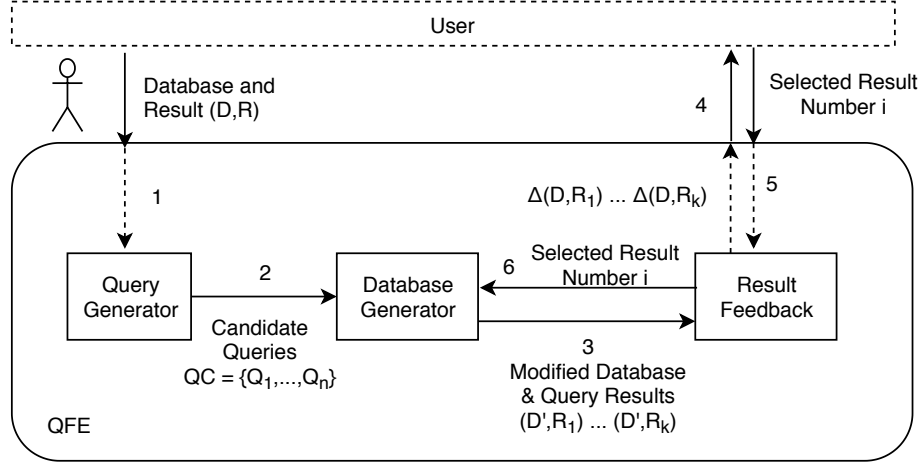 User
Database and
Result (D,R)
4
Selected Result
Number i
1
Δ(D,R₁) ... Δ(D,Rₖ)
5
Query
Generator
2
Candidate
Queries
QC = {Q₁,...,Qₙ}
Database
Generator
6
Selected Result
Number i
3
Modified Database
& Query Results
(D',R₁) ... (D',Rₖ)
Result
Feedback
QFE